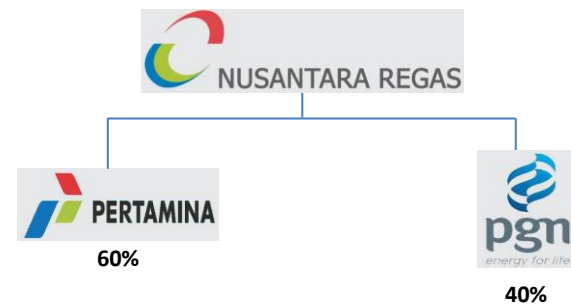 NUSANTARA REGAS
PERTAMINA
60%
pgn
energy for life
40%